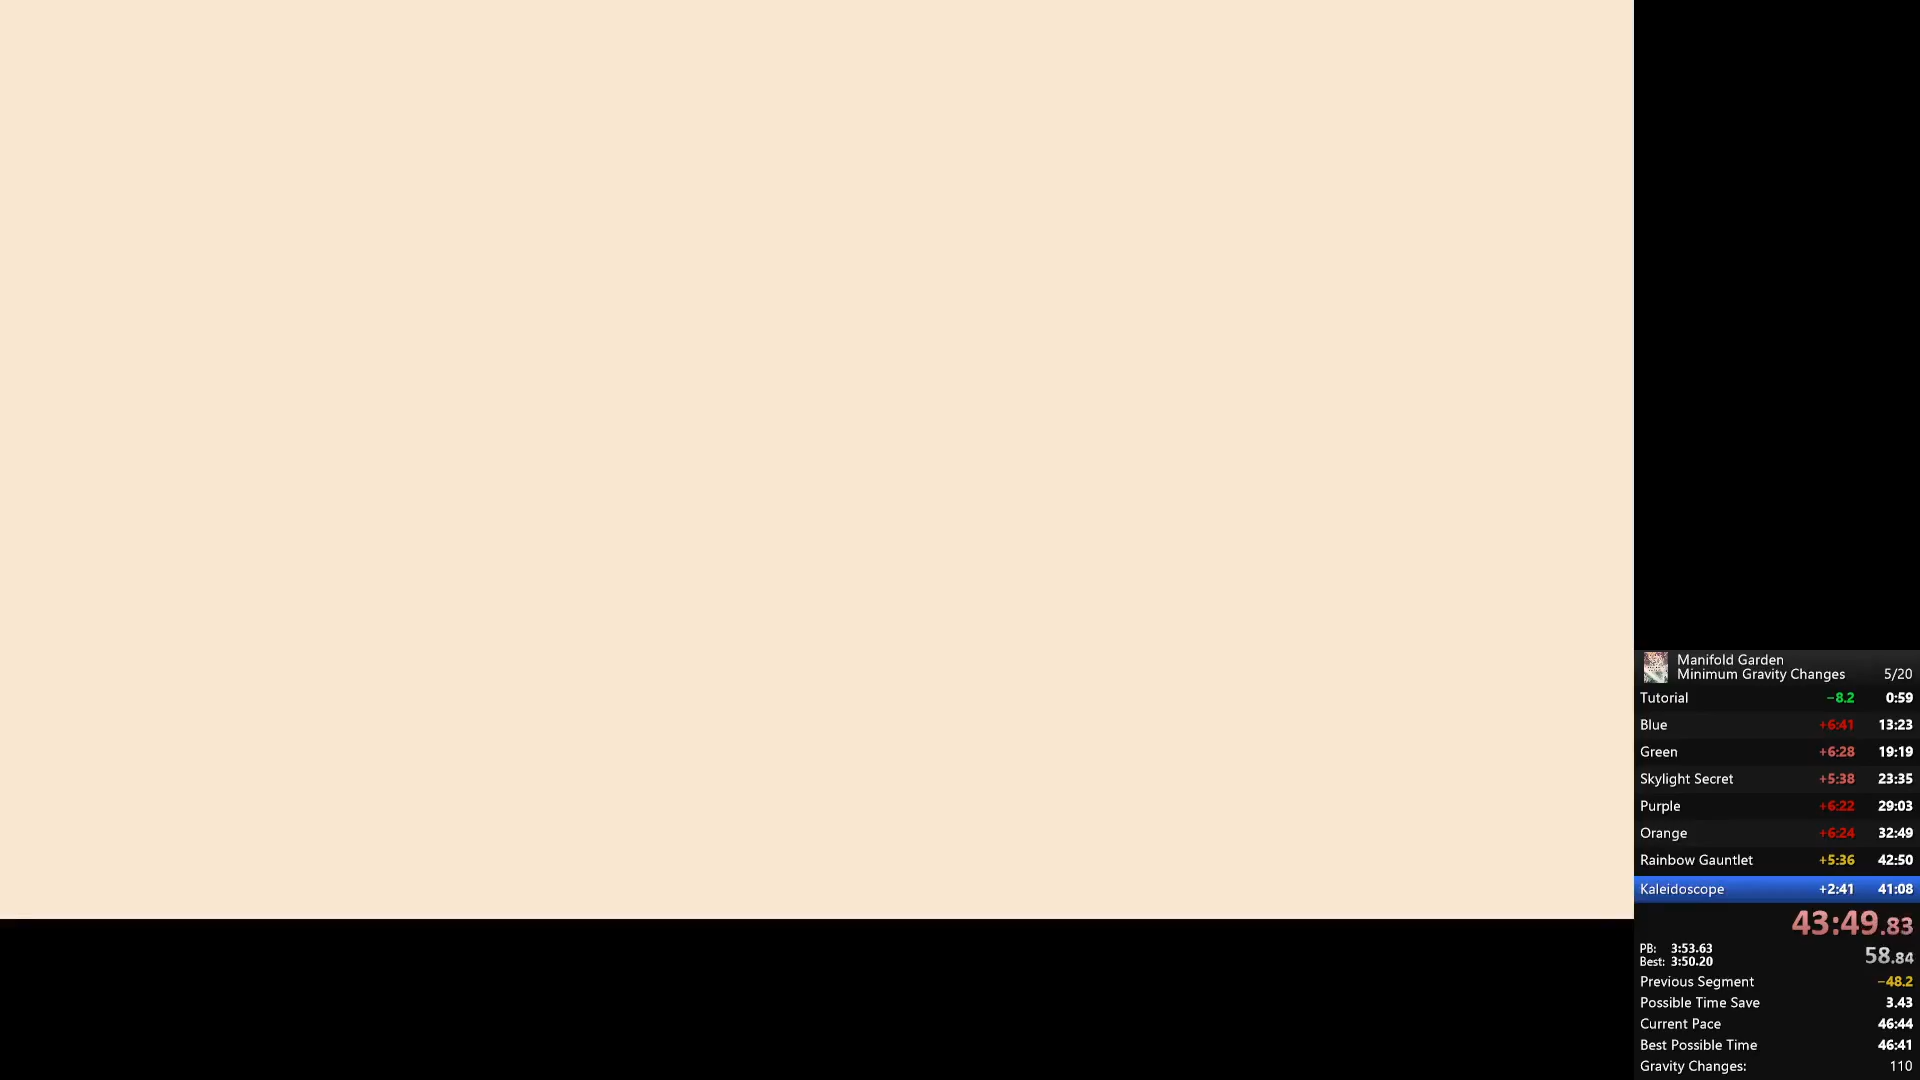 Manifold Garden
Minimum Gravity Changes 5/20
Tutorial −8.2 0:59
Blue +6:41 13:23
Green +6:28 19:19
Skylight Secret +5:38 23:35
Purple +6:22 29:03
Orange +6:24 32:49
Rainbow Gauntlet +5:36 42:50
Kaleidoscope +2:41 41:08
43:49.83
PB: 3:53.63
Best: 3:50.20
58.84
Previous Segment −48.2
Possible Time Save 3.43
Current Pace 46:44
Best Possible Time 46:41
Gravity Changes: 110